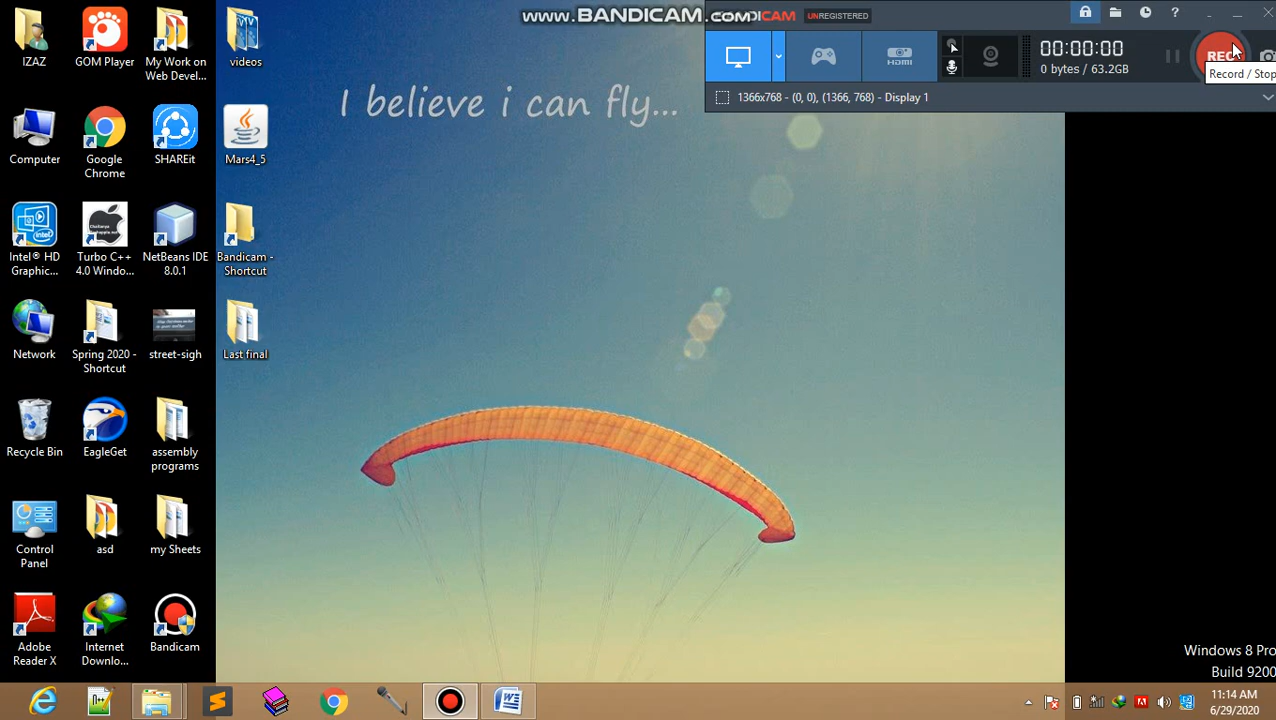 www.BANDICAM.com
DICAM UNREGISTERED
00:00:00
0 bytes / 63.2GB
REC
Record / Stop
1366x768 - (0, 0), (1366, 768) - Display 1
I believe i can fly...
IZAZ
GOM Player
My Work on
Web Devel...
videos
Computer
Google
Chrome
SHAREit
Mars4_5
Intel® HD
Graphic...
Turbo C++
4.0 Windo...
NetBeans IDE
8.0.1
Bandicam -
Shortcut
Network
Spring 2020 -
Shortcut
street-sigh
Last final
Recycle Bin
EagleGet
assembly
programs
Control
Panel
asd
my Sheets
Adobe
Reader X
Internet
Downlo...
Bandicam
Windows 8 Pro
Build 9200
11:14 AM
6/29/2020